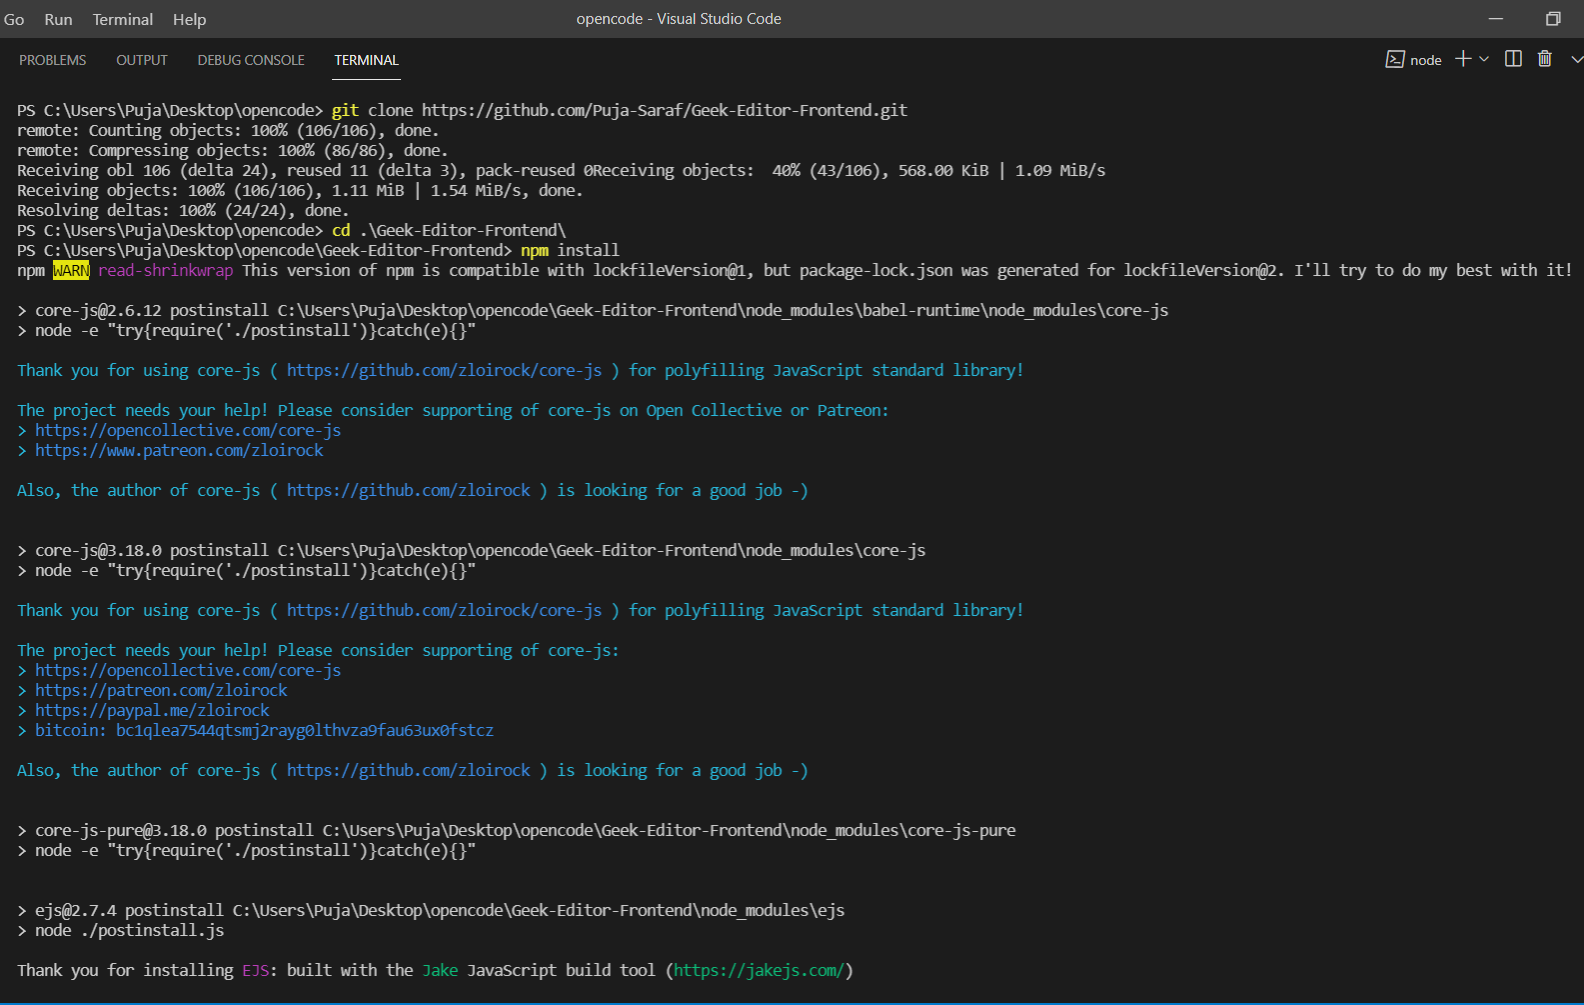 Go Run Terminal Help opencode - Visual Studio Code
PROBLEMS OUTPUT DEBUG CONSOLE TERMINAL node
PS C:\Users\Puja\Desktop\opencode> git clone https://github.com/Puja-Saraf/Geek-Editor-Frontend.git
remote: Counting objects: 100% (106/106), done.
remote: Compressing objects: 100% (86/86), done.
Receiving obl 106 (delta 24), reused 11 (delta 3), pack-reused 0Receiving objects:  40% (43/106), 568.00 KiB | 1.09 MiB/s
Receiving objects: 100% (106/106), 1.11 MiB | 1.54 MiB/s, done.
Resolving deltas: 100% (24/24), done.
PS C:\Users\Puja\Desktop\opencode> cd .\Geek-Editor-Frontend\
PS C:\Users\Puja\Desktop\opencode\Geek-Editor-Frontend> npm install
npm WARN read-shrinkwrap This version of npm is compatible with lockfileVersion@1, but package-lock.json was generated for lockfileVersion@2. I'll try to do my best with it!
> core-js@2.6.12 postinstall C:\Users\Puja\Desktop\opencode\Geek-Editor-Frontend\node_modules\babel-runtime\node_modules\core-js
> node -e "try{require('./postinstall')}catch(e){}"
Thank you for using core-js ( https://github.com/zloirock/core-js ) for polyfilling JavaScript standard library!
The project needs your help! Please consider supporting of core-js on Open Collective or Patreon:
> https://opencollective.com/core-js
> https://www.patreon.com/zloirock
Also, the author of core-js ( https://github.com/zloirock ) is looking for a good job -)
> core-js@3.18.0 postinstall C:\Users\Puja\Desktop\opencode\Geek-Editor-Frontend\node_modules\core-js
> node -e "try{require('./postinstall')}catch(e){}"
Thank you for using core-js ( https://github.com/zloirock/core-js ) for polyfilling JavaScript standard library!
The project needs your help! Please consider supporting of core-js:
> https://opencollective.com/core-js
> https://patreon.com/zloirock
> https://paypal.me/zloirock
> bitcoin: bc1qlea7544qtsmj2rayg0lthvza9fau63ux0fstcz
Also, the author of core-js ( https://github.com/zloirock ) is looking for a good job -)
> core-js-pure@3.18.0 postinstall C:\Users\Puja\Desktop\opencode\Geek-Editor-Frontend\node_modules\core-js-pure
> node -e "try{require('./postinstall')}catch(e){}"
> ejs@2.7.4 postinstall C:\Users\Puja\Desktop\opencode\Geek-Editor-Frontend\node_modules\ejs
> node ./postinstall.js
Thank you for installing EJS: built with the Jake JavaScript build tool (https://jakejs.com/)